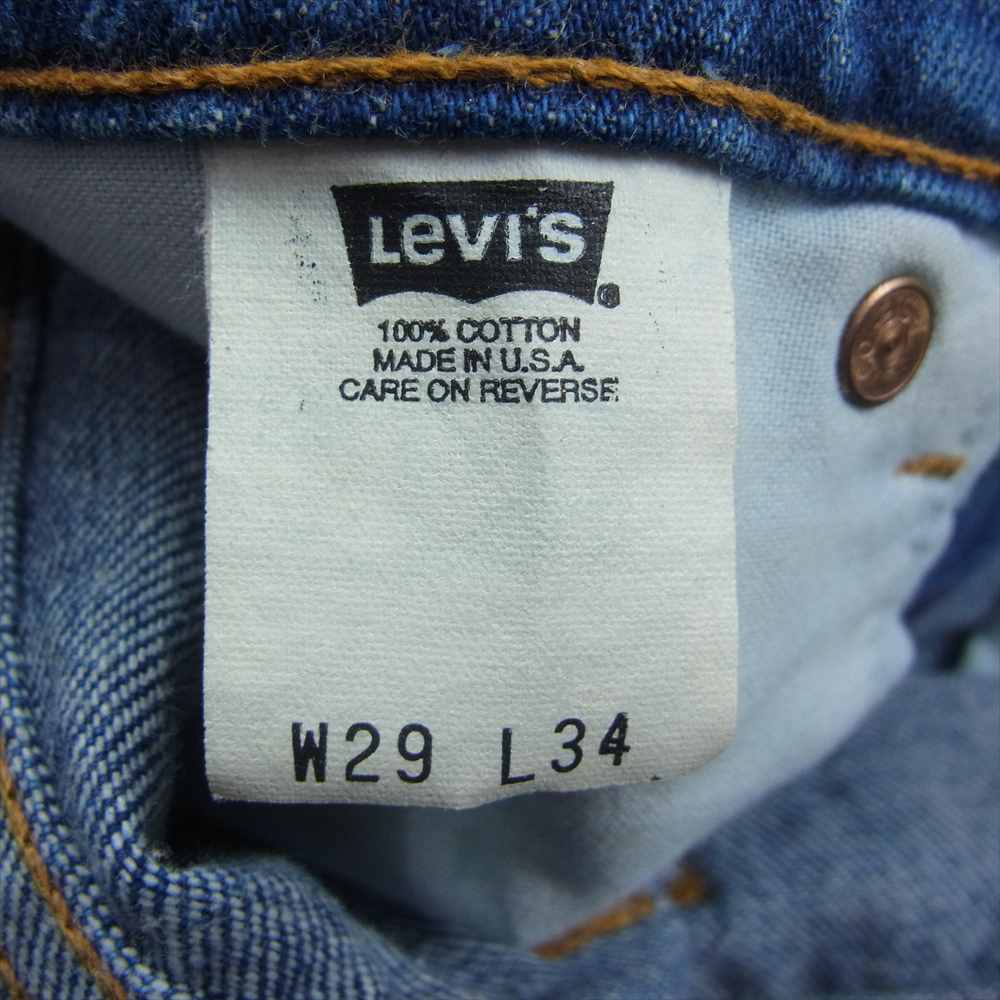 LEVI'S®
100% COTTON
MADE IN U.S.A.
CARE ON REVERSE
W29 L34